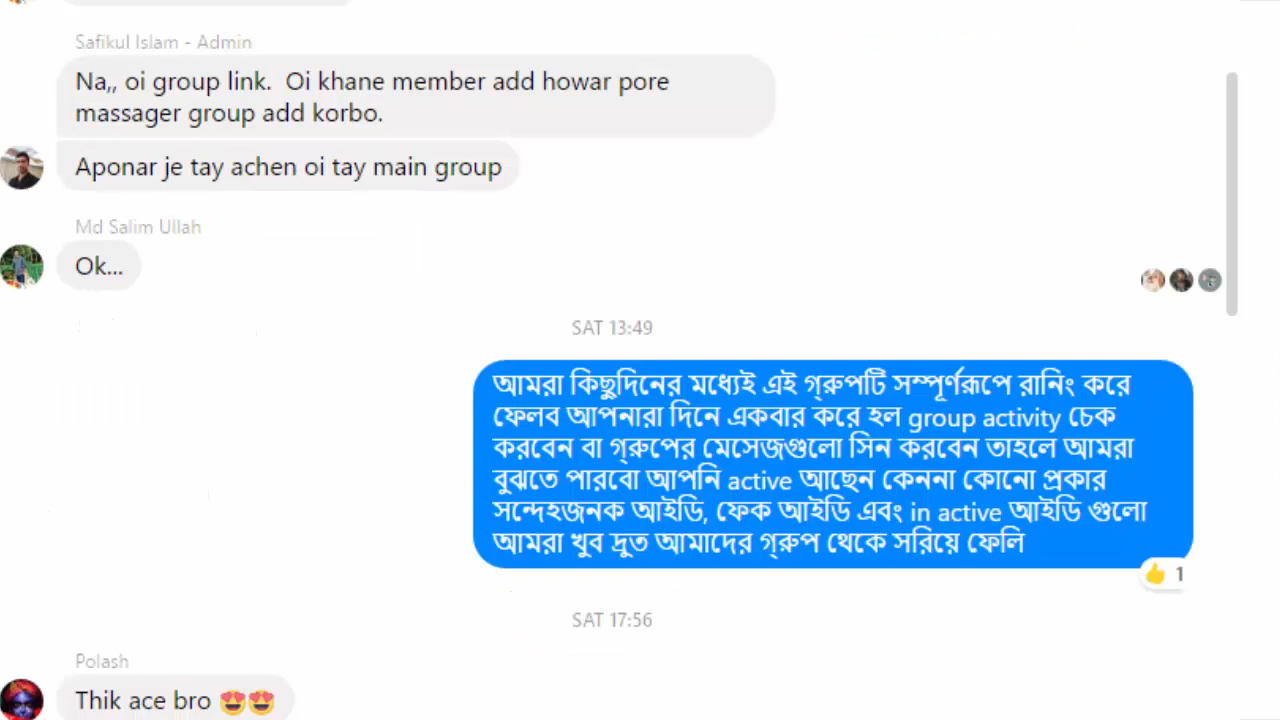 Safikul Islam - Admin
Na,, oi group link. Oi khane member add howar pore
massager group add korbo.
Aponar je tay achen oi tay main group
Md Salim Ullah
Ok...
SAT 13:49
আমরা কিছুদিনের মধ্যেই এই গ্রুপটি সম্পূর্ণরূপে রানিং করে
ফেলব আপনারা দিনে একবার করে হল group activity চেক
করবেন বা গ্রুপের মেসেজগুলো সিন করবেন তাহলে আমরা
বুঝতে পারবো আপনি active আছেন কেননা কোনো প্রকার
সন্দেহজনক আইডি, ফেক আইডি এবং in active আইডি গুলো
আমরা খুব দ্রুত আমাদের গ্রুপ থেকে সরিয়ে ফেলি
👍 1
SAT 17:56
Polash
Thik ace bro 😍😍